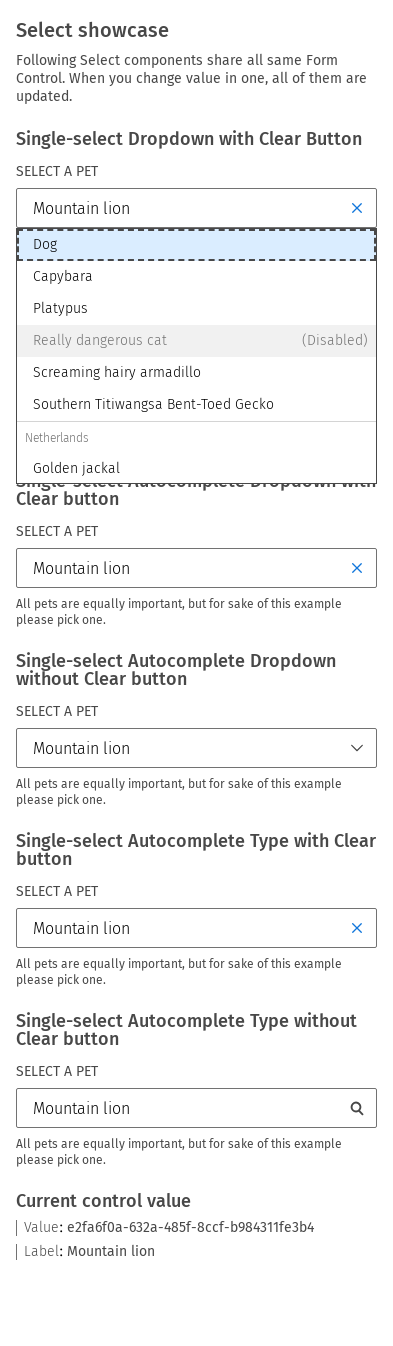 Select showcase
Following Select components share all same Form
Control. When you change value in one, all of them are
updated.
Single-select Dropdown with Clear Button
SELECT A PET
Mountain lion
Dog
Capybara
Platypus
Really dangerous cat (Disabled)
Screaming hairy armadillo
Southern Titiwangsa Bent-Toed Gecko
Netherlands
Golden jackal
Single-select Autocomplete Dropdown with
Clear button
SELECT A PET
Mountain lion
All pets are equally important, but for sake of this example
please pick one.
Single-select Autocomplete Dropdown
without Clear button
SELECT A PET
Mountain lion
All pets are equally important, but for sake of this example
please pick one.
Single-select Autocomplete Type with Clear
button
SELECT A PET
Mountain lion
All pets are equally important, but for sake of this example
please pick one.
Single-select Autocomplete Type without
Clear button
SELECT A PET
Mountain lion
All pets are equally important, but for sake of this example
please pick one.
Current control value
Value: e2fa6f0a-632a-485f-8ccf-b984311fe3b4
Label: Mountain lion